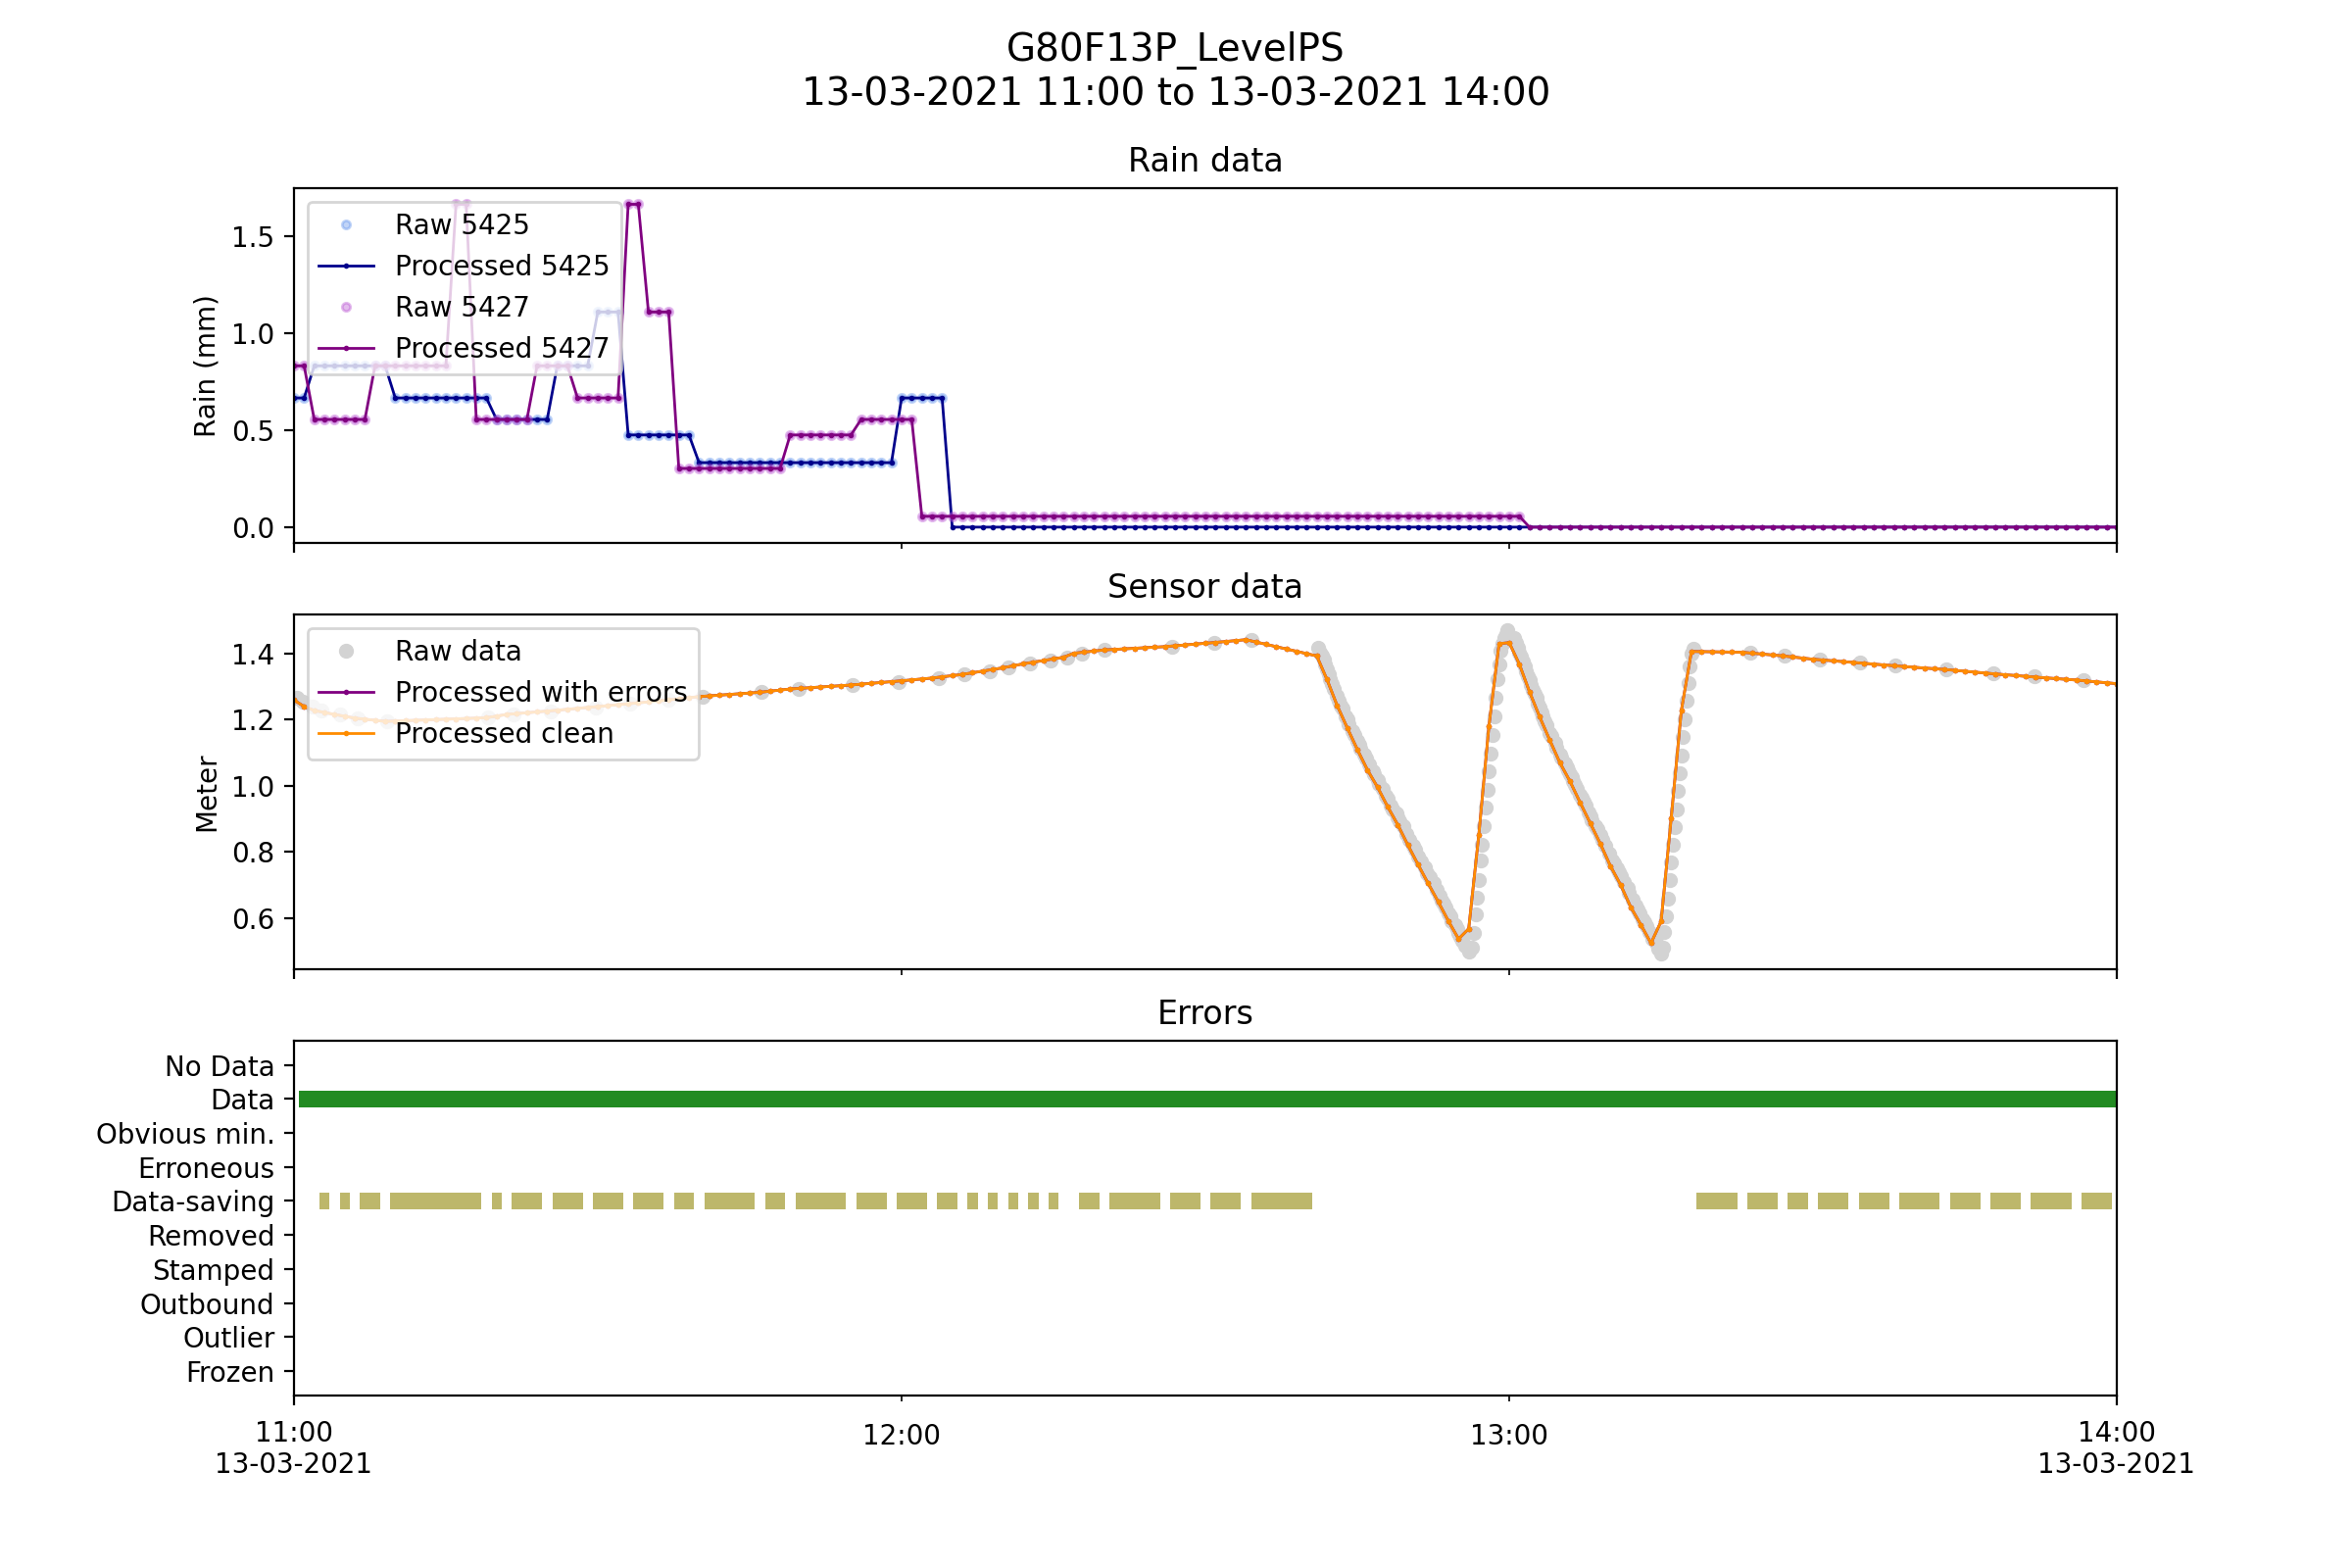 G80F13P_LevelPS
13-03-2021 11:00 to 13-03-2021 14:00
Rain data
Rain (mm)
1.5
1.0
0.5
0.0
Raw 5425
Processed 5425
Raw 5427
Processed 5427
Sensor data
Meter
1.4
1.2
1.0
0.8
0.6
Raw data
Processed with errors
Processed clean
Errors
No Data
Data
Obvious min.
Erroneous
Data-saving
Removed
Stamped
Outbound
Outlier
Frozen
11:00
13-03-2021
12:00
13:00
14:00
13-03-2021